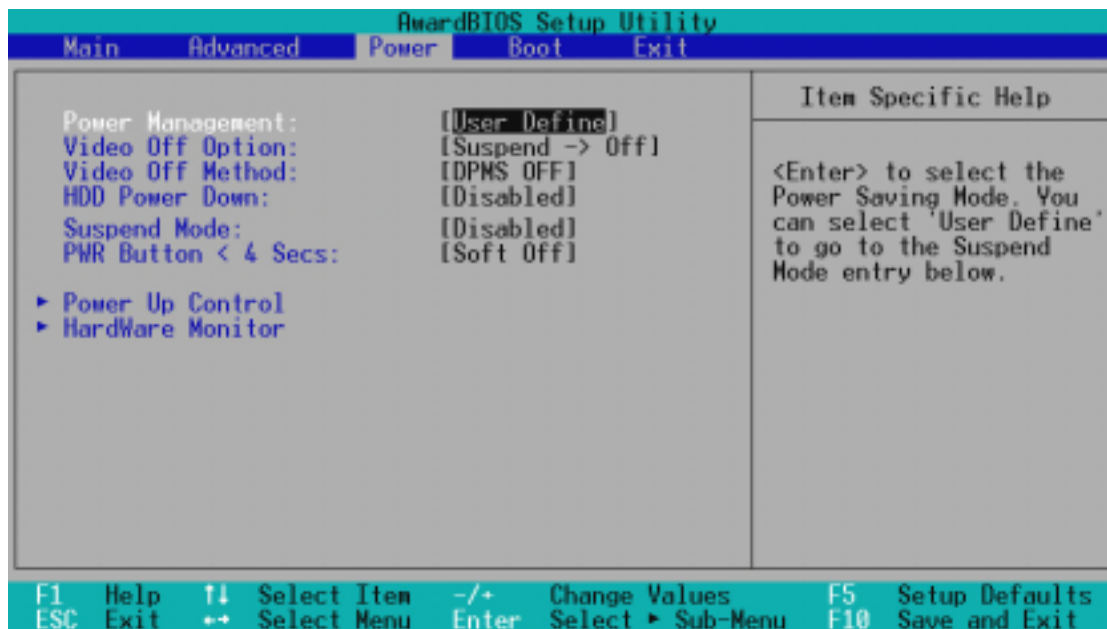 AwardBIOS Setup Utility
Main Advanced Power Boot Exit
Power Management: [User Define]
Video Off Option: [Suspend -> Off]
Video Off Method: [DPMS OFF]
HDD Power Down: [Disabled]
Suspend Mode: [Disabled]
PWR Button < 4 Secs: [Soft Off]
▸ Power Up Control
▸ HardWare Monitor
Item Specific Help
<Enter> to select the
Power Saving Mode. You
can select 'User Define'
to go to the Suspend
Mode entry below.
F1 Help ↑↓ Select Item -/+ Change Values F5 Setup Defaults
ESC Exit ←→ Select Menu Enter Select ▸ Sub-Menu F10 Save and Exit